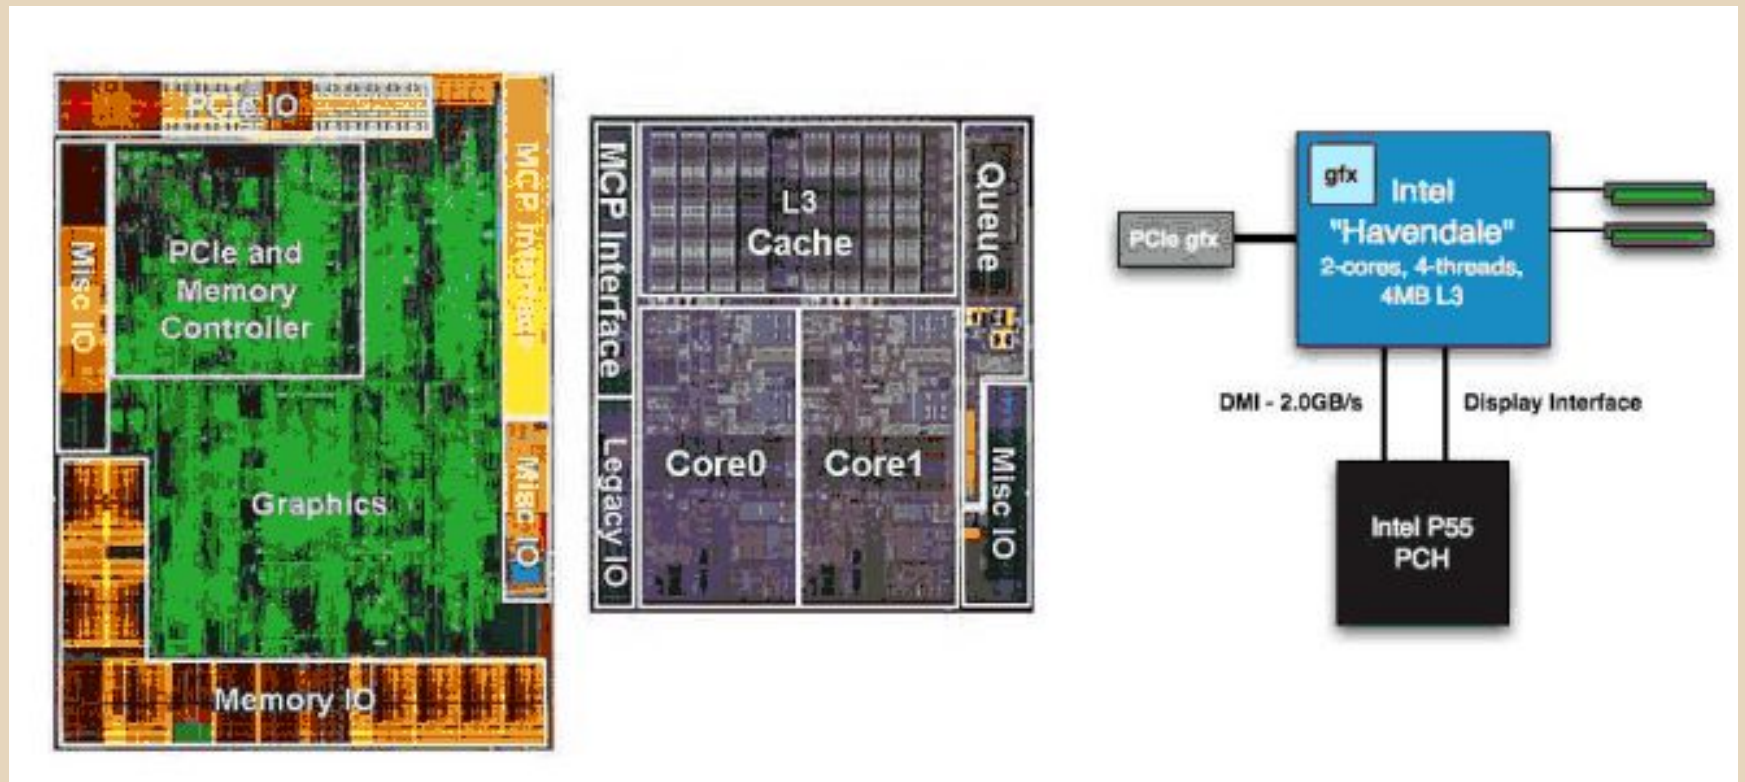 PCIe IO
MCP Interface
Misc IO
PCIe and
Memory
Controller
Graphics
Misc IO
Memory IO
MCP Interface
L3
Cache
Queue
Core0
Core1
Legacy IO
Misc IO
gfx
Intel
"Havendale"
2-cores, 4-threads,
4MB L3
PCIe gfx
DMI - 2.0GB/s
Display Interface
Intel P55
PCH